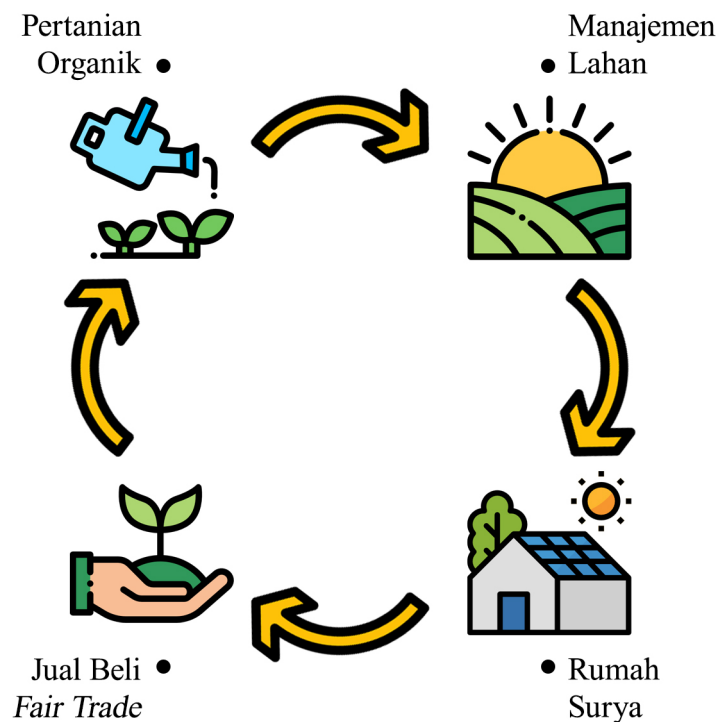 Pertanian
Organik •
Manajemen
• Lahan
Jual Beli •
Fair Trade
• Rumah
Surya